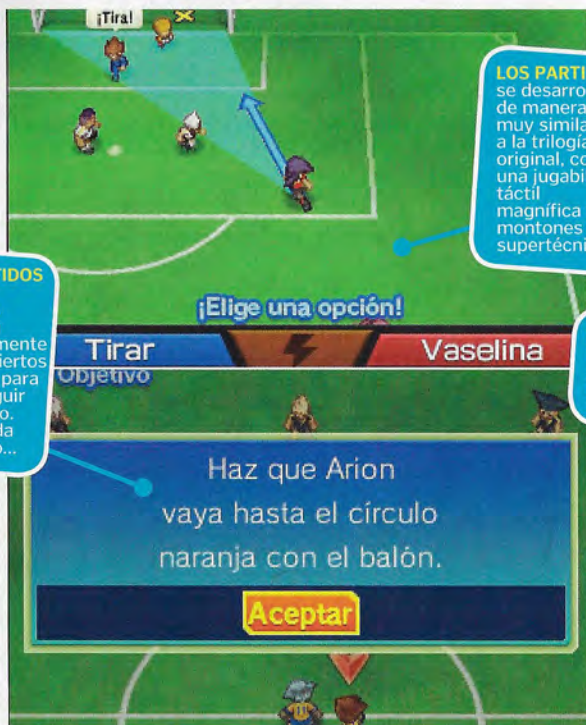 ¡Tira!
LOS PARTI
se desarro
de manera
muy simila
a la trilogía
original, co
una jugabi
táctil
magnífica
montones
supertécni
¡Elige una opción!
Tirar
Vaselina
TIDOS
mente
iertos
para
uir
o.
da
o...
Objetivo
Haz que Arion
vaya hasta el círculo
naranja con el balón.
Aceptar